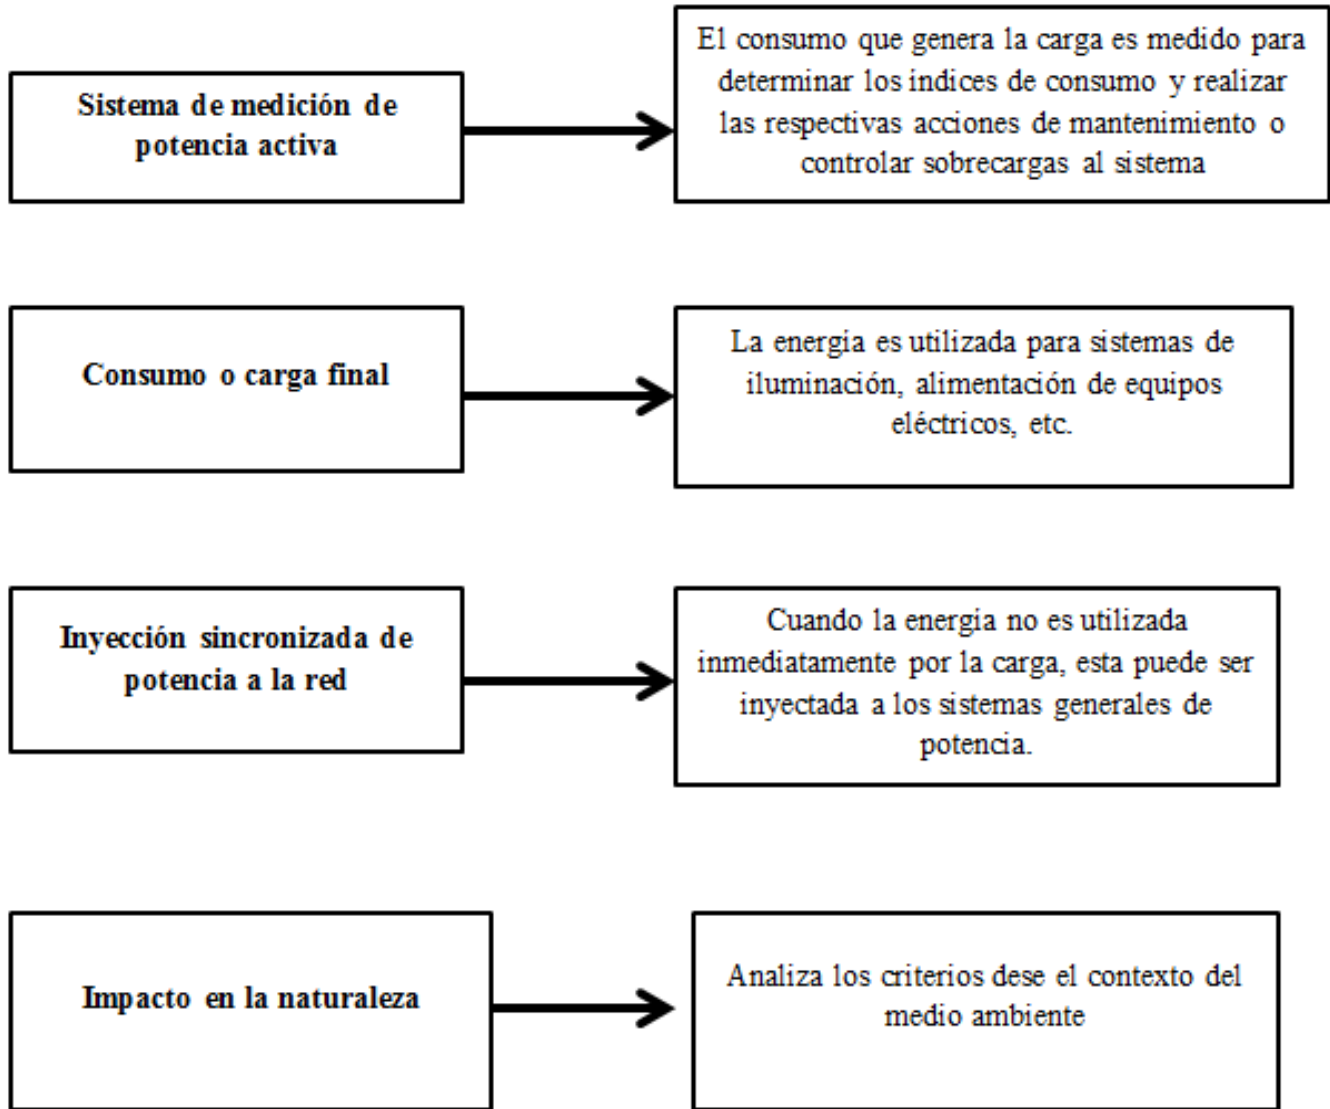 Sistema de medición de
potencia activa
El consumo que genera la carga es medido para
determinar los indices de consumo y realizar
las respectivas acciones de mantenimiento o
controlar sobrecargas al sistema
Consumo o carga final
La energia es utilizada para sistemas de
iluminación, alimentación de equipos
eléctricos, etc.
Inyección sincronizada de
potencia a la red
Cuando la energia no es utilizada
inmediatamente por la carga, esta puede ser
inyectada a los sistemas generales de
potencia.
Impacto en la naturaleza
Analiza los criterios dese el contexto del
medio ambiente